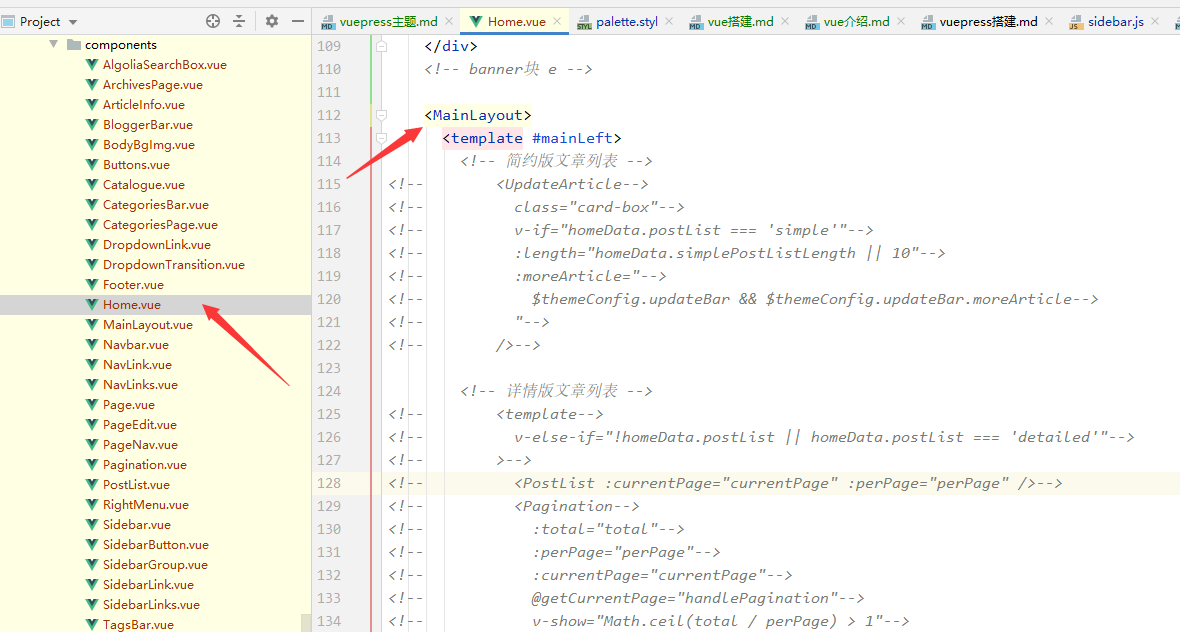 Project
vuepress主题.md
Home.vue
palette.styl
vue搭建.md
vue介绍.md
vuepress搭建.md
sidebar.js
components
AlgoliaSearchBox.vue
ArchivesPage.vue
ArticleInfo.vue
BloggerBar.vue
BodyBgImg.vue
Buttons.vue
Catalogue.vue
CategoriesBar.vue
CategoriesPage.vue
DropdownLink.vue
DropdownTransition.vue
Footer.vue
Home.vue
MainLayout.vue
Navbar.vue
NavLink.vue
NavLinks.vue
Page.vue
PageEdit.vue
PageNav.vue
Pagination.vue
PostList.vue
RightMenu.vue
Sidebar.vue
SidebarButton.vue
SidebarGroup.vue
SidebarLink.vue
SidebarLinks.vue
TagsBar.vue
109 </div>
110 <!-- banner块 e -->
111
112 <MainLayout>
113 <template #mainLeft>
114 <!-- 简约版文章列表 -->
115 <!-- <UpdateArticle-->
116 <!-- class="card-box"-->
117 <!-- v-if="homeData.postList === 'simple'"-->
118 <!-- :length="homeData.simplePostListLength || 10"-->
119 <!-- :moreArticle="-->
120 <!-- $themeConfig.updateBar && $themeConfig.updateBar.moreArticle-->
121 <!-- "-->
122 <!-- />-->
123
124 <!-- 详情版文章列表 -->
125 <!-- <template-->
126 <!-- v-else-if="!homeData.postList || homeData.postList === 'detailed'"-->
127 <!-- >-->
128 <!-- <PostList :currentPage="currentPage" :perPage="perPage" />-->
129 <!-- <Pagination-->
130 <!-- :total="total"-->
131 <!-- :perPage="perPage"-->
132 <!-- :currentPage="currentPage"-->
133 <!-- @getCurrentPage="handlePagination"-->
134 <!-- v-show="Math.ceil(total / perPage) > 1"-->